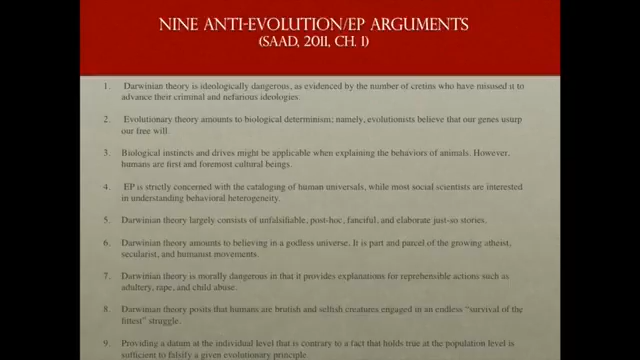 NINE ANTI-EVOLUTION/EP ARGUMENTS
(SAAD, 2011, CH. 1)
1. Darwinian theory is ideologically dangerous, as evidenced by the number of cretins who have misused it to
advance their criminal and nefarious ideologies.
2. Evolutionary theory amounts to biological determinism; namely, evolutionists believe that our genes usurp
our free will.
3. Biological instincts and drives might be applicable when explaining the behaviors of animals. However,
humans are first and foremost cultural beings.
4. EP is strictly concerned with the cataloging of human universals, while most social scientists are interested
in understanding behavioral heterogeneity.
5. Darwinian theory largely consists of unfalsifiable, post-hoc, fanciful, and elaborate just-so stories.
6. Darwinian theory amounts to believing in a godless universe. It is part and parcel of the growing atheist,
secularist, and humanist movements.
7. Darwinian theory is morally dangerous in that it provides explanations for reprehensible actions such as
adultery, rape, and child abuse.
8. Darwinian theory posits that humans are brutish and selfish creatures engaged in an endless “survival of the
fittest” struggle.
9. Providing a datum at the individual level that is contrary to a fact that holds true at the population level is
sufficient to falsify a given evolutionary principle.